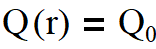 Q(r) = Q₀